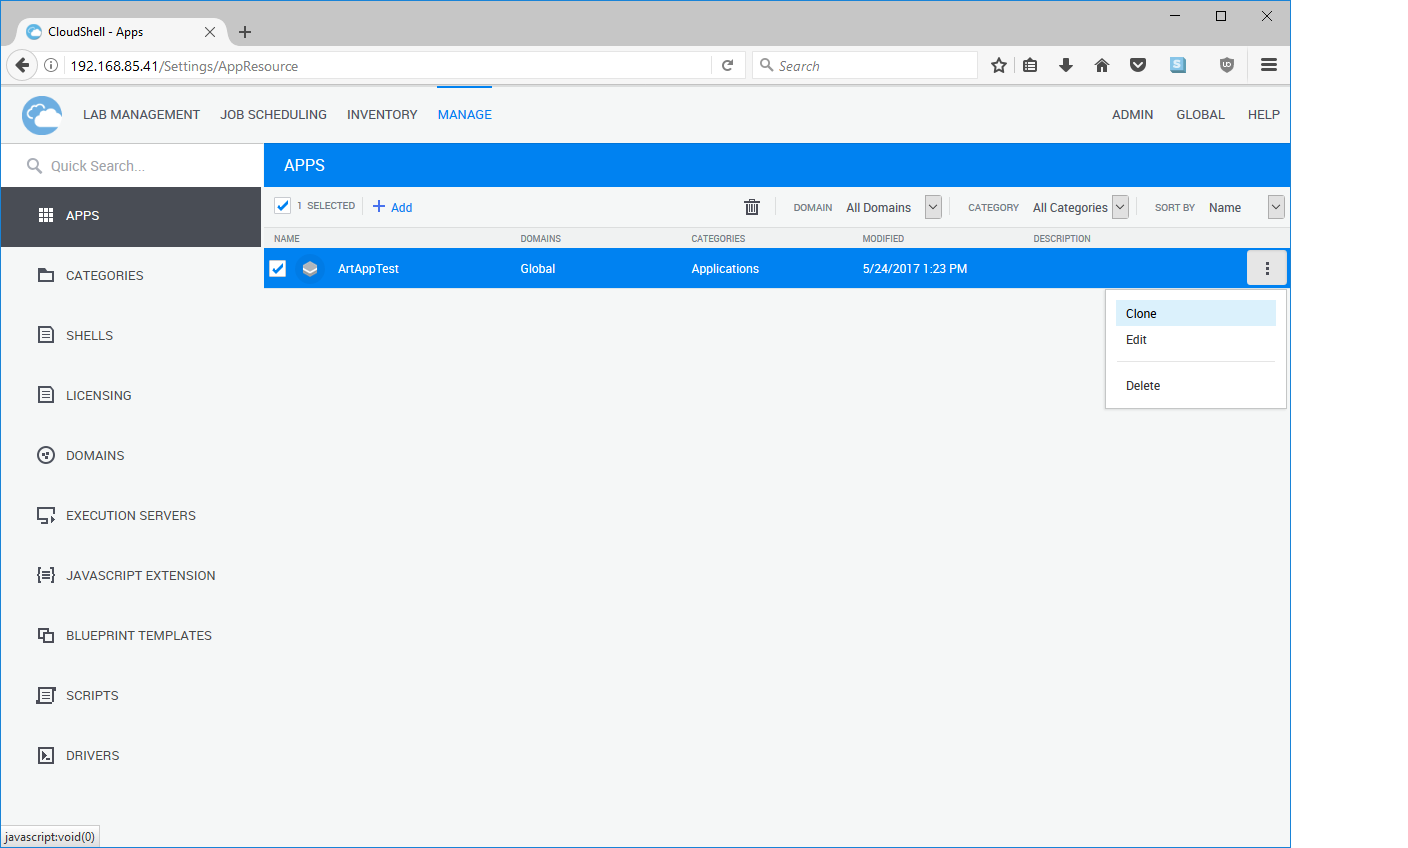 CloudShell - Apps
192.168.85.41/Settings/AppResource
Search
S
UD
LAB MANAGEMENT JOB SCHEDULING INVENTORY MANAGE ADMIN GLOBAL HELP
Quick Search...
APPS
APPS
1 SELECTED Add DOMAIN All Domains CATEGORY All Categories SORT BY Name
NAME DOMAINS CATEGORIES MODIFIED DESCRIPTION
ArtAppTest Global Applications 5/24/2017 1:23 PM
Clone
Edit
Delete
CATEGORIES
SHELLS
LICENSING
DOMAINS
EXECUTION SERVERS
JAVASCRIPT EXTENSION
BLUEPRINT TEMPLATES
SCRIPTS
DRIVERS
javascript:void(0)